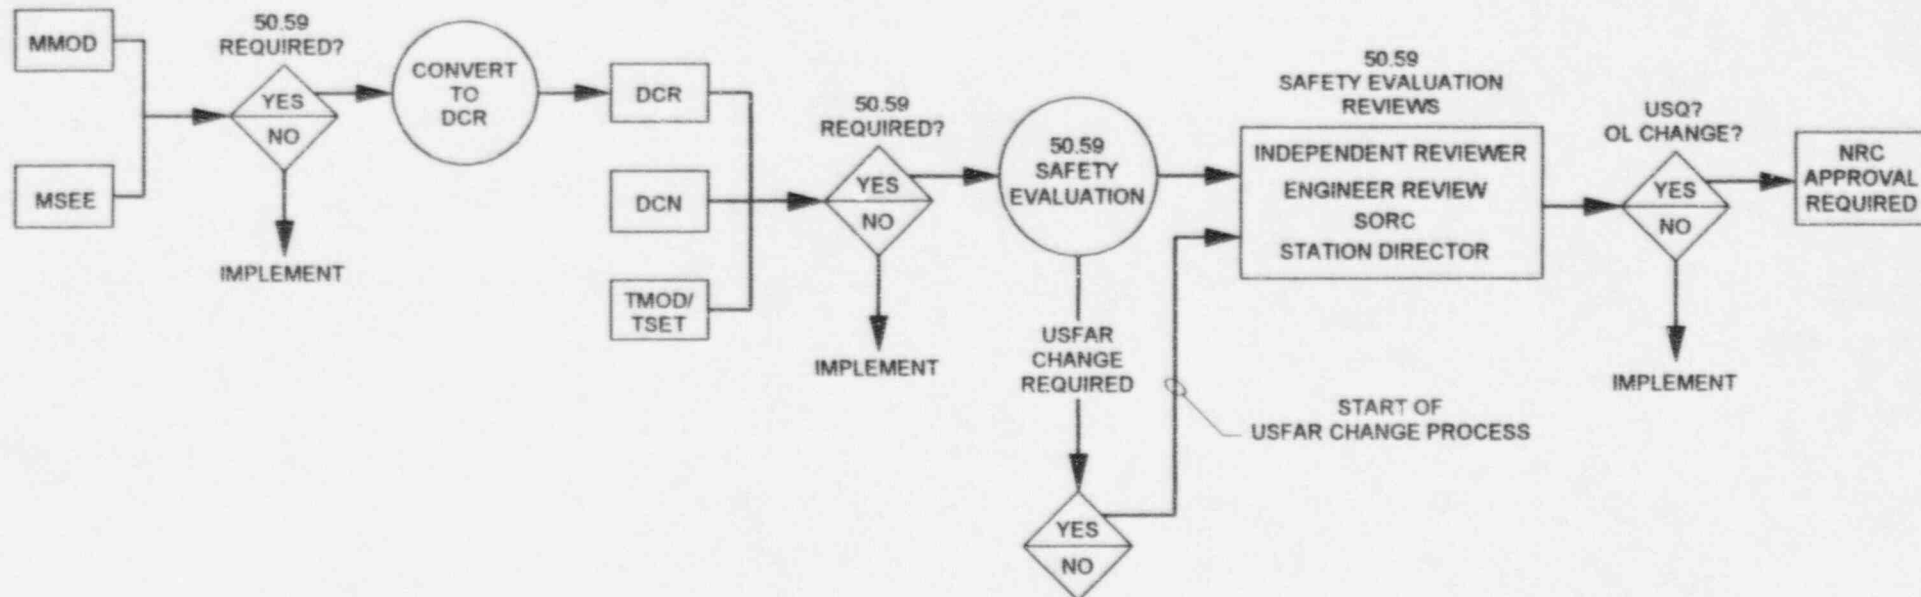 MMOD
MSEE
50.59
REQUIRED?
YES
NO
IMPLEMENT
CONVERT
TO
DCR
DCR
DCN
TMOD/
TSET
50.59
REQUIRED?
YES
NO
IMPLEMENT
50.59
SAFETY
EVALUATION
USFAR
CHANGE
REQUIRED
YES
NO
START OF
USFAR CHANGE PROCESS
50.59
SAFETY EVALUATION
REVIEWS
INDEPENDENT REVIEWER
ENGINEER REVIEW
SORC
STATION DIRECTOR
USQ?
OL CHANGE?
YES
NO
IMPLEMENT
NRC
APPROVAL
REQUIRED